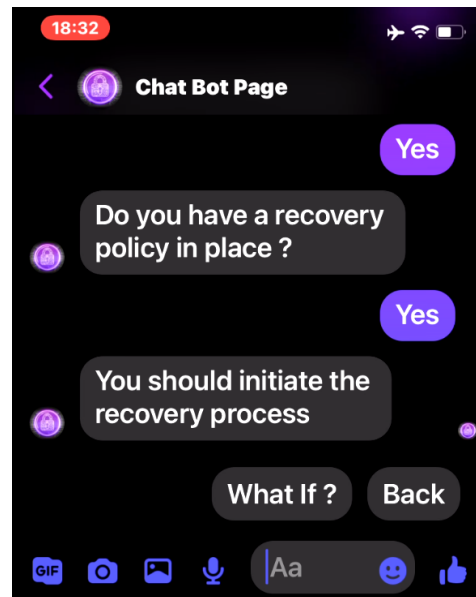 18:32
Chat Bot Page
Yes
Do you have a recovery
policy in place ?
Yes
You should initiate the
recovery process
What If ? Back
GIF Aa